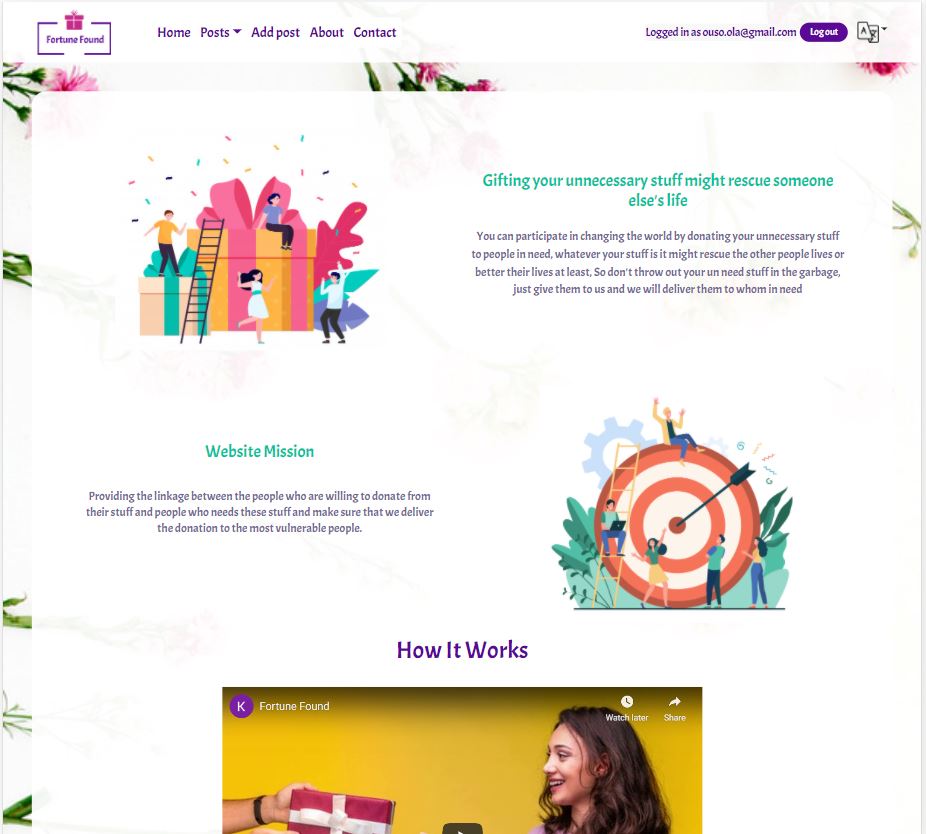 Fortune Found
Home Posts Add post About Contact
Logged in as ouso.ola@gmail.com Log out
Gifting your unnecessary stuff might rescue someone
else's life
You can participate in changing the world by donating your unnecessary stuff
to people in need, whatever your stuff is it might rescue the other people lives or
better their lives at least, So don't throw out your un need stuff in the garbage,
just give them to us and we will deliver them to whom in need
Website Mission
Providing the linkage between the people who are willing to donate from
their stuff and people who needs these stuff and make sure that we deliver
the donation to the most vulnerable people.
How It Works
K Fortune Found
Watch later Share